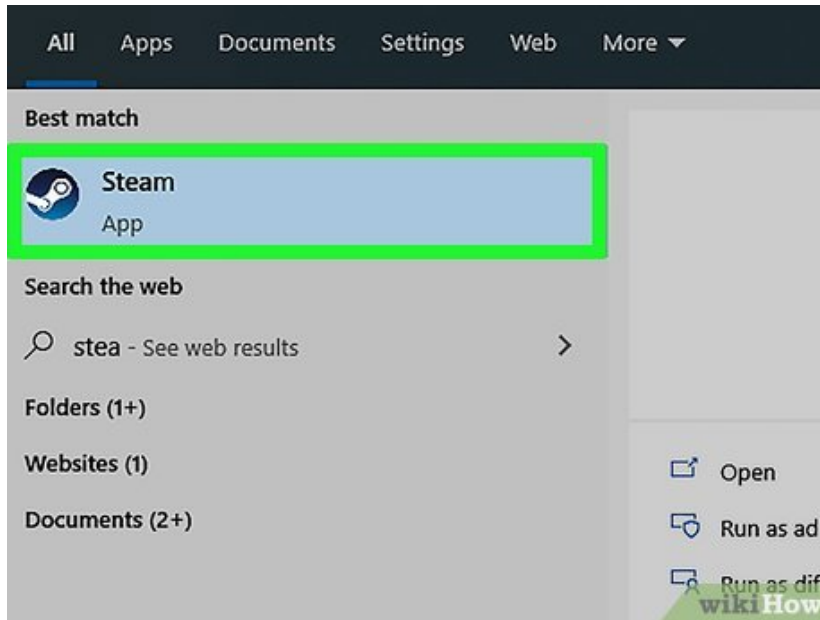 All Apps Documents Settings Web More
Best match
Steam
App
Search the web
stea - See web results
Folders (1+)
Websites (1)
Documents (2+)
Open
Run as ad
Run as dif
wikiHow